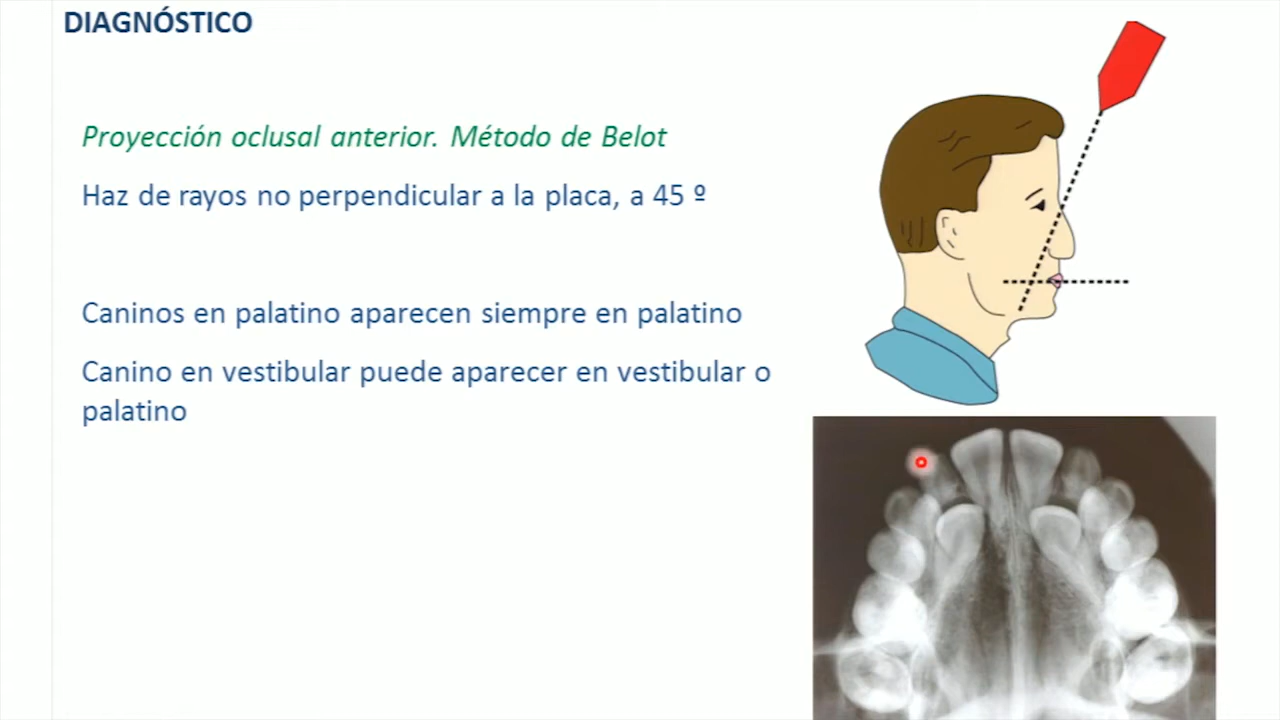 DIAGNÓSTICO
Proyección oclusal anterior. Método de Belot
Haz de rayos no perpendicular a la placa, a 45 º
Caninos en palatino aparecen siempre en palatino
Canino en vestibular puede aparecer en vestibular o
palatino